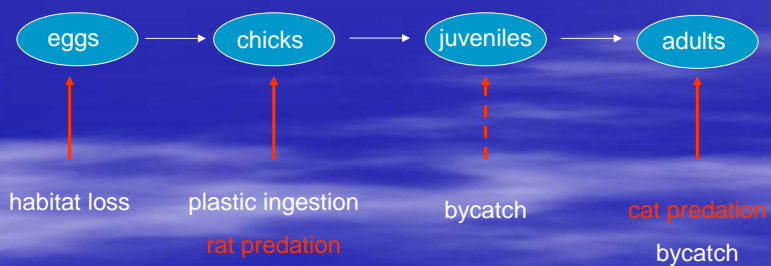 eggs
chicks
juveniles
adults
habitat loss
plastic ingestion
rat predation
bycatch
cat predation
bycatch